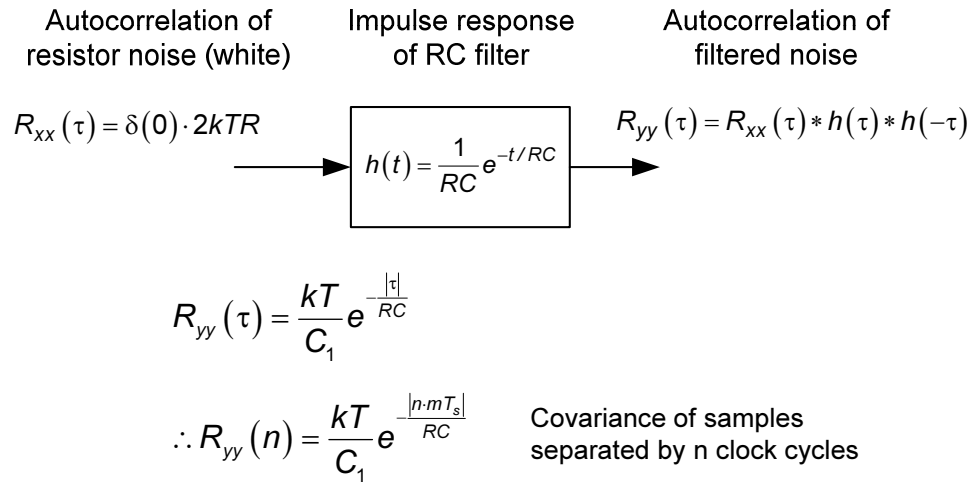 Autocorrelation of
resistor noise (white)
Impulse response
of RC filter
Autocorrelation of
filtered noise
R_xx(τ) = δ(0)·2kTR
h(t) = 1/RC e^(-t/RC)
R_yy(τ) = R_xx(τ) * h(τ) * h(-τ)
R_yy(τ) = kT/C_1 e^(-|τ|/RC)
∴ R_yy(n) = kT/C_1 e^(-|n·mT_s|/RC)
Covariance of samples
separated by n clock cycles